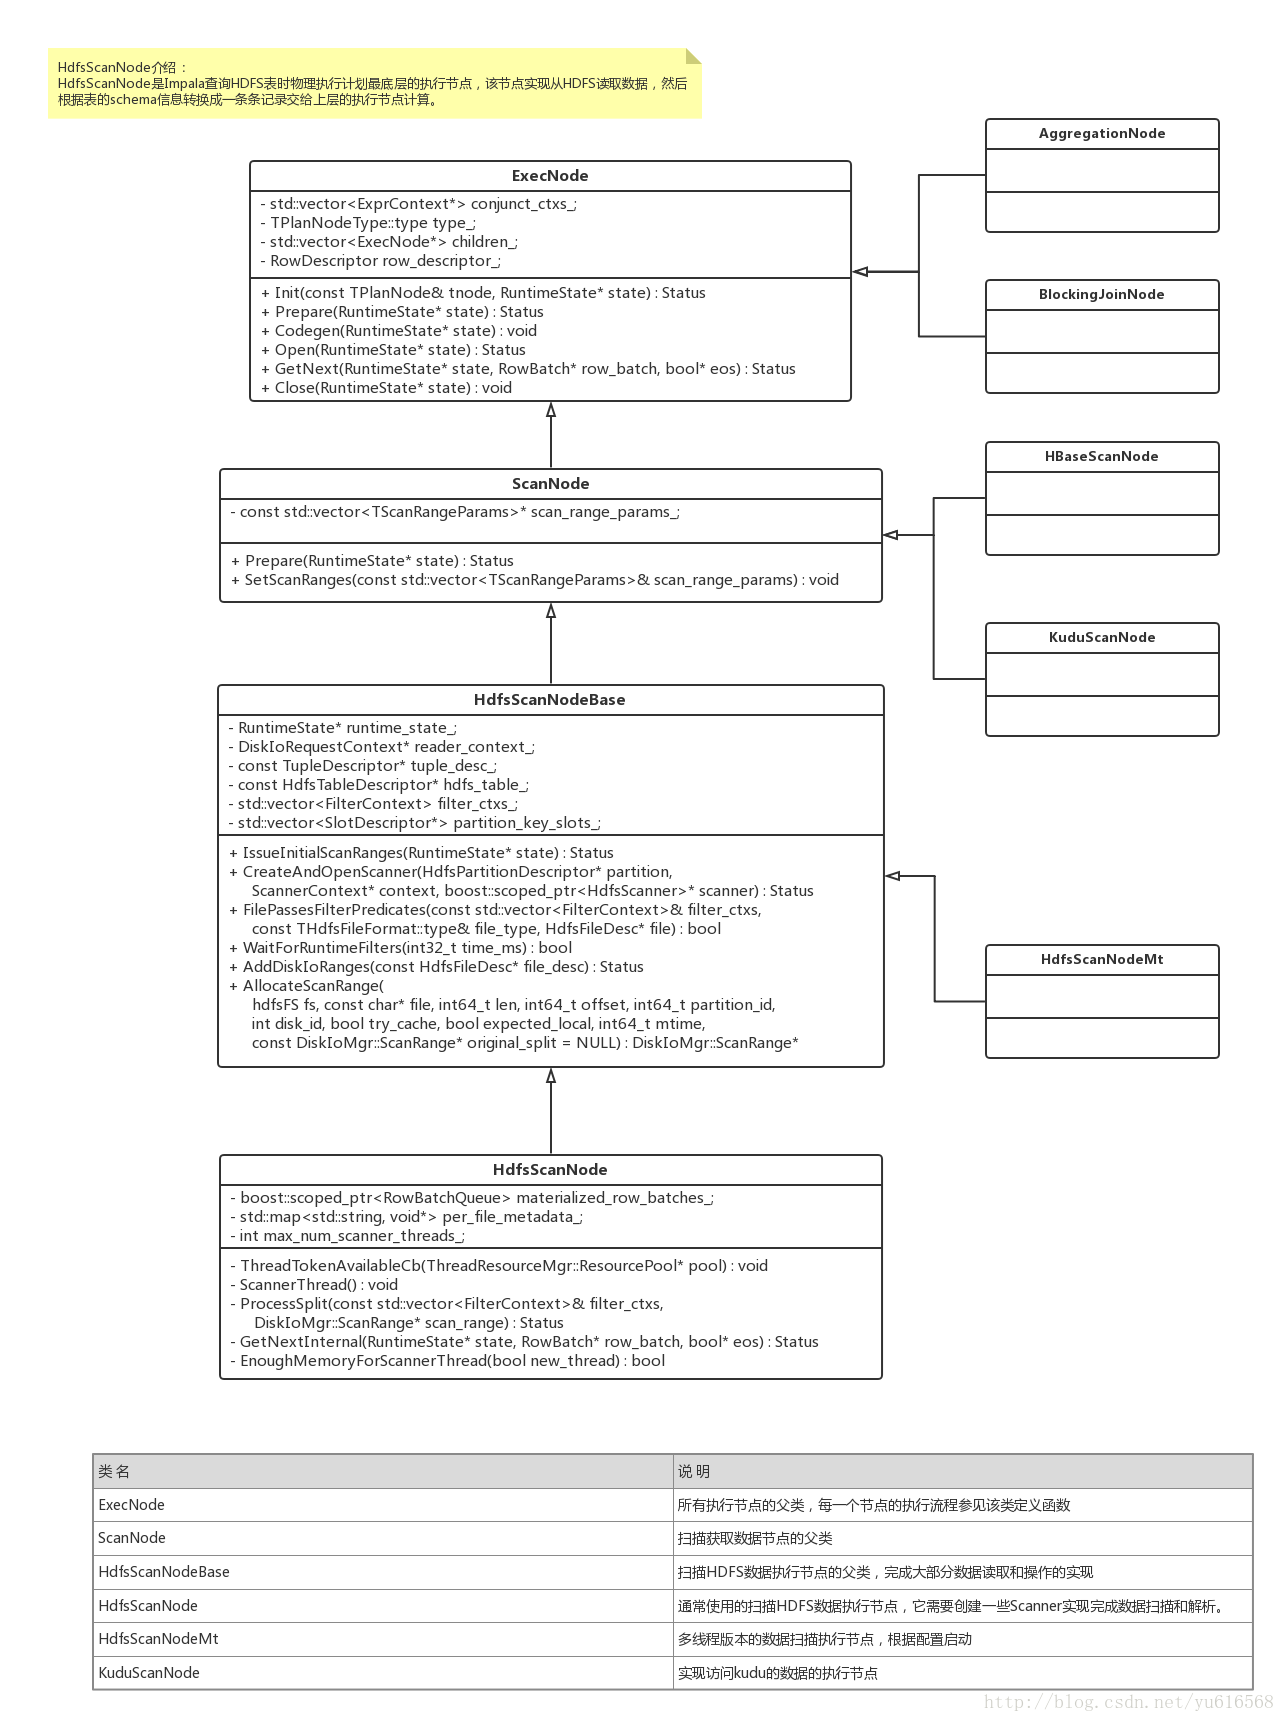 HdfsScanNode介绍：
HdfsScanNode是Impala查询HDFS表时物理执行计划最底层的执行节点，该节点实现从HDFS读取数据，然后
根据表的schema信息转换成一条条记录交给上层的执行节点计算。
AggregationNode
ExecNode
- std::vector<ExprContext*> conjunct_ctxs_;
- TPlanNodeType::type type_;
- std::vector<ExecNode*> children_;
- RowDescriptor row_descriptor_;
+ Init(const TPlanNode& tnode, RuntimeState* state) : Status
+ Prepare(RuntimeState* state) : Status
+ Codegen(RuntimeState* state) : void
+ Open(RuntimeState* state) : Status
+ GetNext(RuntimeState* state, RowBatch* row_batch, bool* eos) : Status
+ Close(RuntimeState* state) : void
BlockingJoinNode
HBaseScanNode
ScanNode
- const std::vector<TScanRangeParams>* scan_range_params_;
+ Prepare(RuntimeState* state) : Status
+ SetScanRanges(const std::vector<TScanRangeParams>& scan_range_params) : void
KuduScanNode
HdfsScanNodeBase
- RuntimeState* runtime_state_;
- DiskIoRequestContext* reader_context_;
- const TupleDescriptor* tuple_desc_;
- const HdfsTableDescriptor* hdfs_table_;
- std::vector<FilterContext> filter_ctxs_;
- std::vector<SlotDescriptor*> partition_key_slots_;
+ IssueInitialScanRanges(RuntimeState* state) : Status
+ CreateAndOpenScanner(HdfsPartitionDescriptor* partition,
ScannerContext* context, boost::scoped_ptr<HdfsScanner>* scanner) : Status
+ FilePassesFilterPredicates(const std::vector<FilterContext>& filter_ctxs,
const THdfsFileFormat::type& file_type, HdfsFileDesc* file) : bool
+ WaitForRuntimeFilters(int32_t time_ms) : bool
+ AddDiskIoRanges(const HdfsFileDesc* file_desc) : Status
+ AllocateScanRange(
hdfsFS fs, const char* file, int64_t len, int64_t offset, int64_t partition_id,
int disk_id, bool try_cache, bool expected_local, int64_t mtime,
const DiskIoMgr::ScanRange* original_split = NULL) : DiskIoMgr::ScanRange*
HdfsScanNodeMt
HdfsScanNode
- boost::scoped_ptr<RowBatchQueue> materialized_row_batches_;
- std::map<std::string, void*> per_file_metadata_;
- int max_num_scanner_threads_;
- ThreadTokenAvailableCb(ThreadResourceMgr::ResourcePool* pool) : void
- ScannerThread() : void
- ProcessSplit(const std::vector<FilterContext>& filter_ctxs,
DiskIoMgr::ScanRange* scan_range) : Status
- GetNextInternal(RuntimeState* state, RowBatch* row_batch, bool* eos) : Status
- EnoughMemoryForScannerThread(bool new_thread) : bool
类名 说明
ExecNode 所有执行节点的父类，每一个节点的执行流程参见该类定义函数
ScanNode 扫描获取数据节点的父类
HdfsScanNodeBase 扫描HDFS数据执行节点的父类，完成大部分数据读取和操作的实现
HdfsScanNode 通常使用的扫描HDFS数据执行节点，它需要创建一些Scanner实现完成数据扫描和解析。
HdfsScanNodeMt 多线程版本的数据扫描执行节点，根据配置启动
KuduScanNode 实现访问kudu的数据的执行节点
http://blog.csdn.net/yu616568